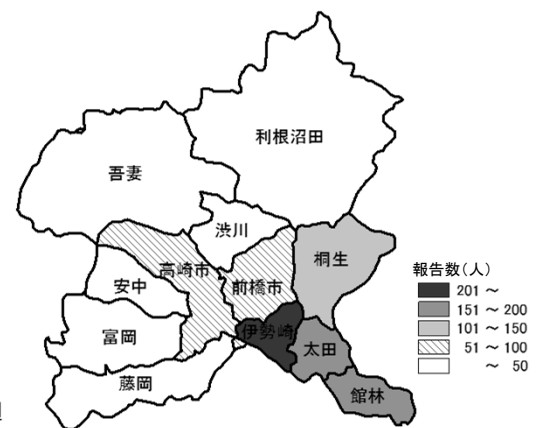 利根沼田
吾妻
渋川
高崎市
前橋市
桐生
安中
伊勢崎
富岡
太田
藤岡
館林
報告数(人)
201 ～
151 ～ 200
101 ～ 150
51 ～ 100
～ 50